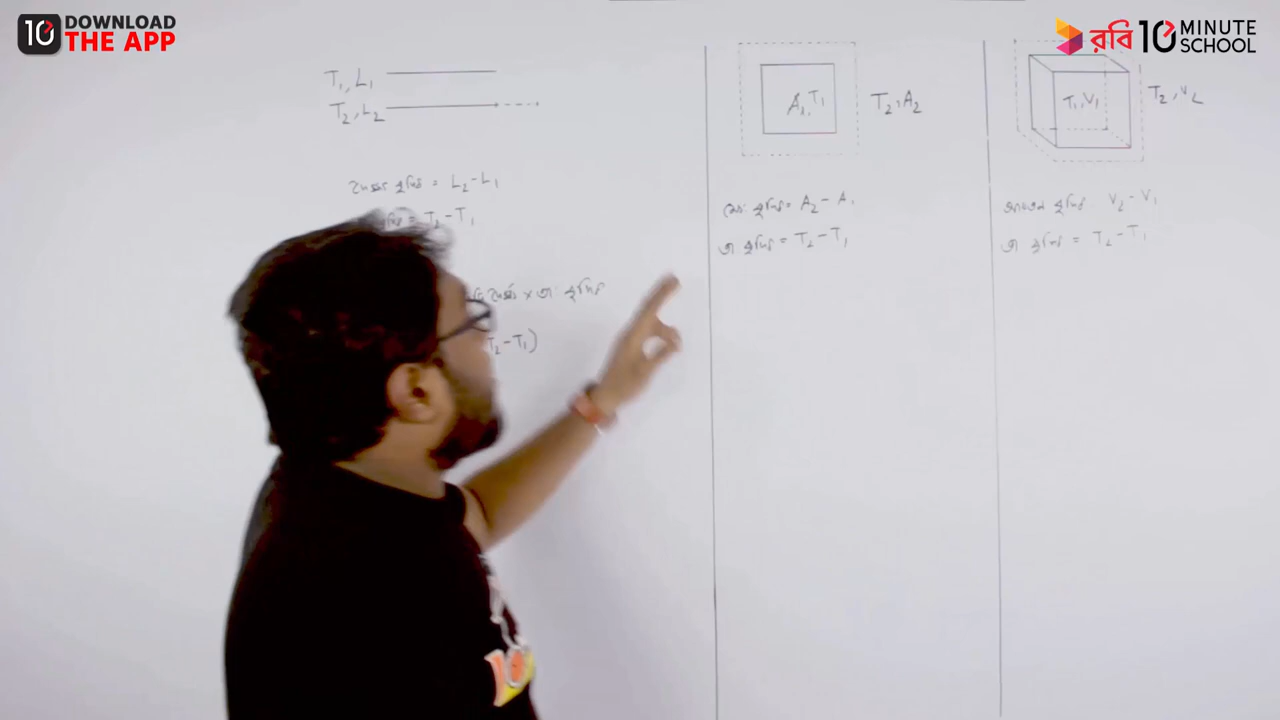 10 DOWNLOAD
THE APP
রবি 10 MINUTE
SCHOOL
T₁, L₁
T₂, L₂
দৈর্ঘ্য বৃদ্ধি = L₂ - L₁
= T₂ - T₁
দৈর্ঘ্য × তা: বৃদ্ধি
T₂ - T₁)
A₁, T₁
T₂, A₂
ক্ষে: বৃদ্ধি = A₂ - A₁
তা বৃদ্ধি = T₂ - T₁
T₁, V₁
T₂, V₂
আয়তন বৃদ্ধি V₂ - V₁
তা বৃদ্ধি = T₂ - T₁